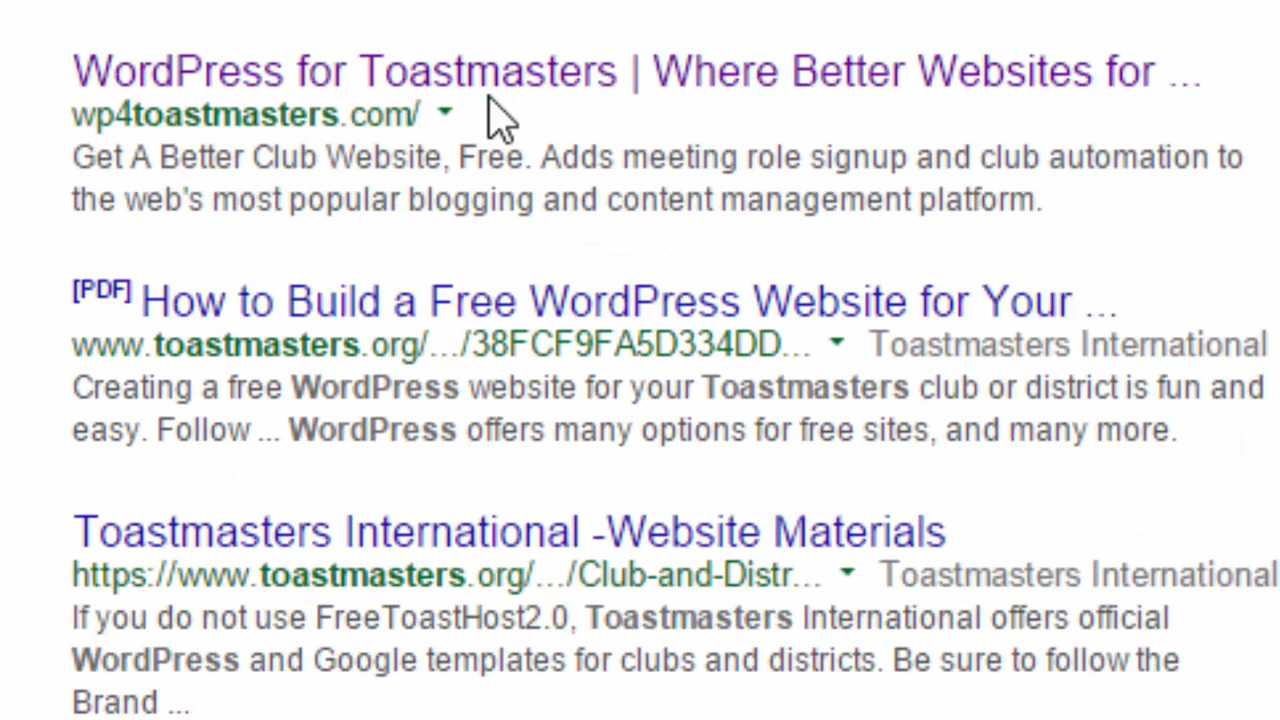 WordPress for Toastmasters | Where Better Websites for ...
wp4toastmasters.com/
Get A Better Club Website, Free. Adds meeting role signup and club automation to
the web's most popular blogging and content management platform.
[PDF] How to Build a Free WordPress Website for Your ...
www.toastmasters.org/.../38FCF9FA5D334DD... Toastmasters International
Creating a free WordPress website for your Toastmasters club or district is fun and
easy. Follow ... WordPress offers many options for free sites, and many more.
Toastmasters International -Website Materials
https://www.toastmasters.org/.../Club-and-Distr... Toastmasters International
If you do not use FreeToastHost2.0, Toastmasters International offers official
WordPress and Google templates for clubs and districts. Be sure to follow the
Brand ...